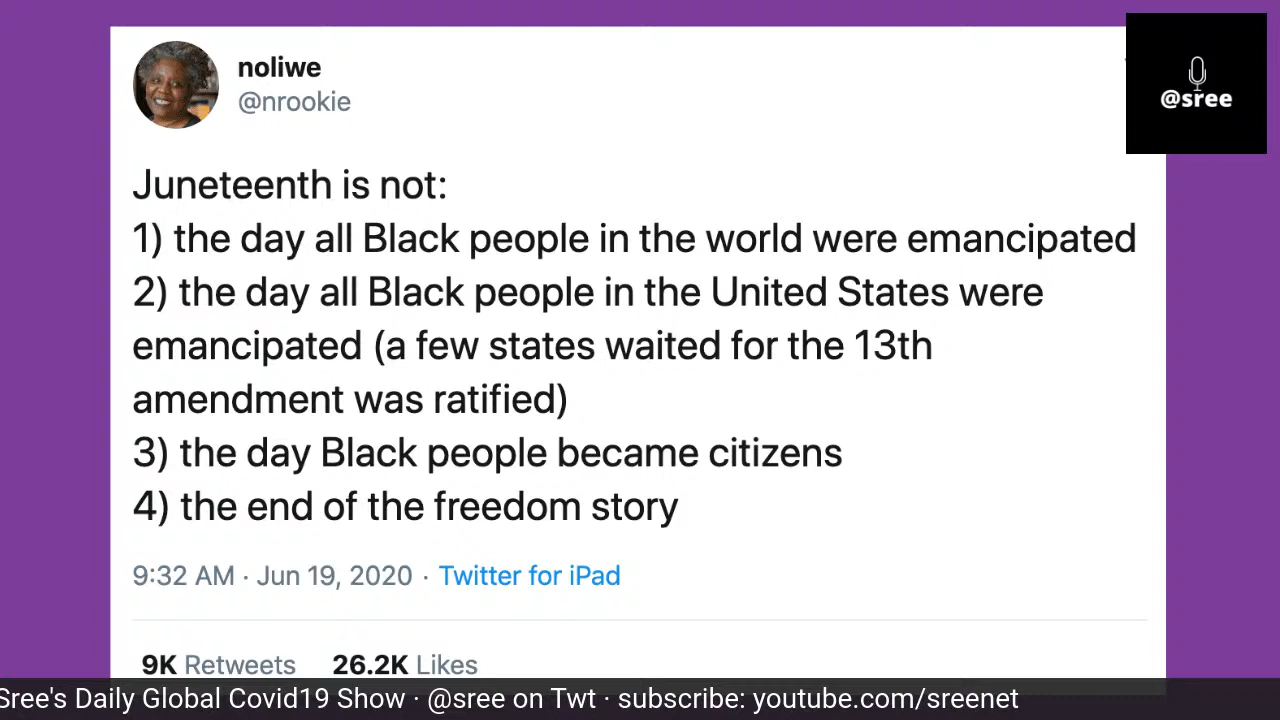 noliwe
@nrookie
@sree
Juneteenth is not:
1) the day all Black people in the world were emancipated
2) the day all Black people in the United States were
emancipated (a few states waited for the 13th
amendment was ratified)
3) the day Black people became citizens
4) the end of the freedom story
9:32 AM · Jun 19, 2020 · Twitter for iPad
9K Retweets 26.2K Likes
Sree's Daily Global Covid19 Show · @sree on Twt · subscribe: youtube.com/sreenet